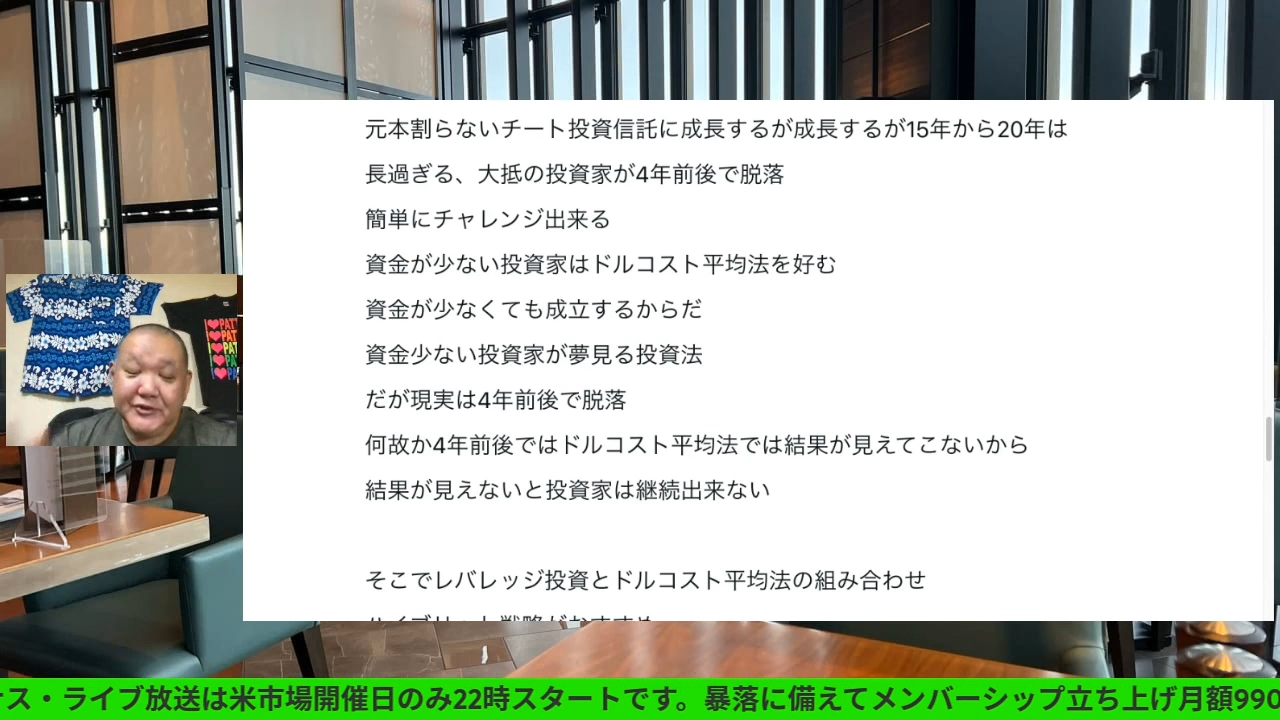 元本割らないチート投資信託に成長するが成長するが15年から20年は
長過ぎる、大抵の投資家が4年前後で脱落
簡単にチャレンジ出来る
資金が少ない投資家はドルコスト平均法を好む
資金が少なくても成立するからだ
資金少ない投資家が夢見る投資法
だが現実は4年前後で脱落
何故か4年前後ではドルコスト平均法では結果が見えてこないから
結果が見えないと投資家は継続出来ない
そこでレバレッジ投資とドルコスト平均法の組み合わせ
PATT
PAT
PAT
PA
PA
ス・ライブ放送は米市場開催日のみ22時スタートです。暴落に備えてメンバーシップ立ち上げ月額990